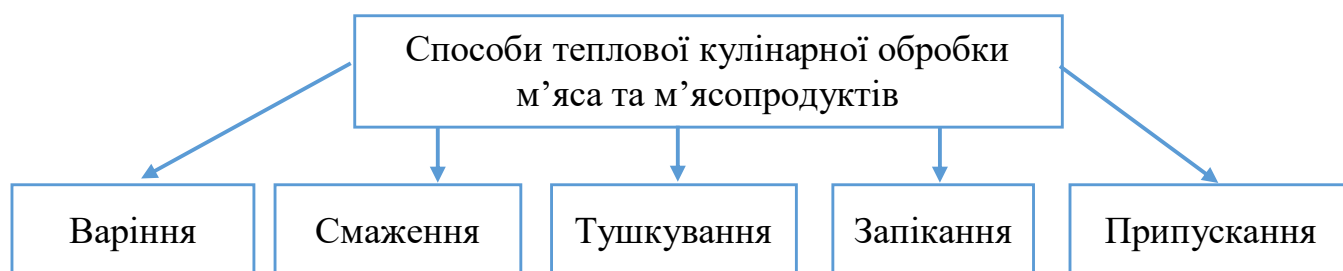 Способи теплової кулінарної обробки
м’яса та м’ясопродуктів
Варіння
Смаження
Тушкування
Запікання
Припускання